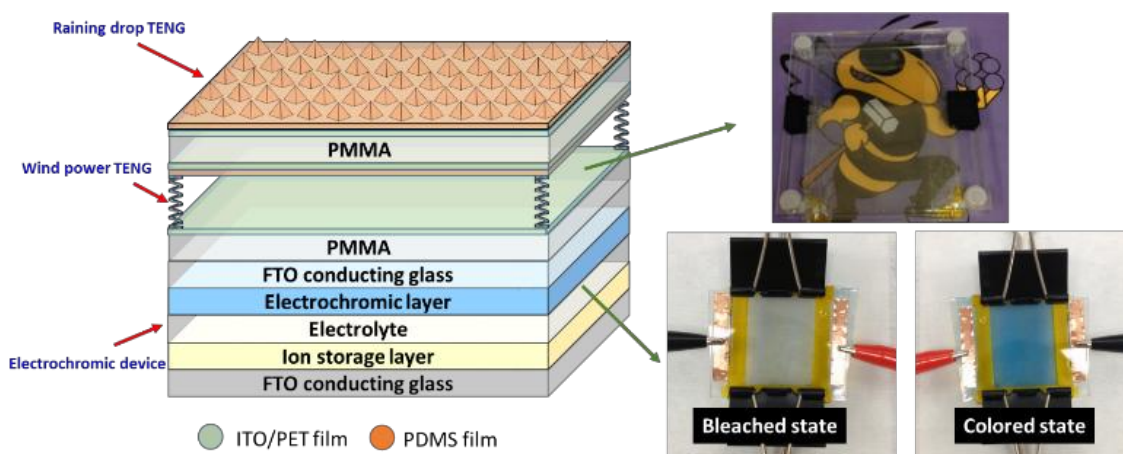 Raining drop TENG
PMMA
Wind power TENG
PMMA
FTO conducting glass
Electrochromic layer
Electrolyte
Electrochromic device
Ion storage layer
FTO conducting glass
ITO/PET film
PDMS film
Bleached state
Colored state